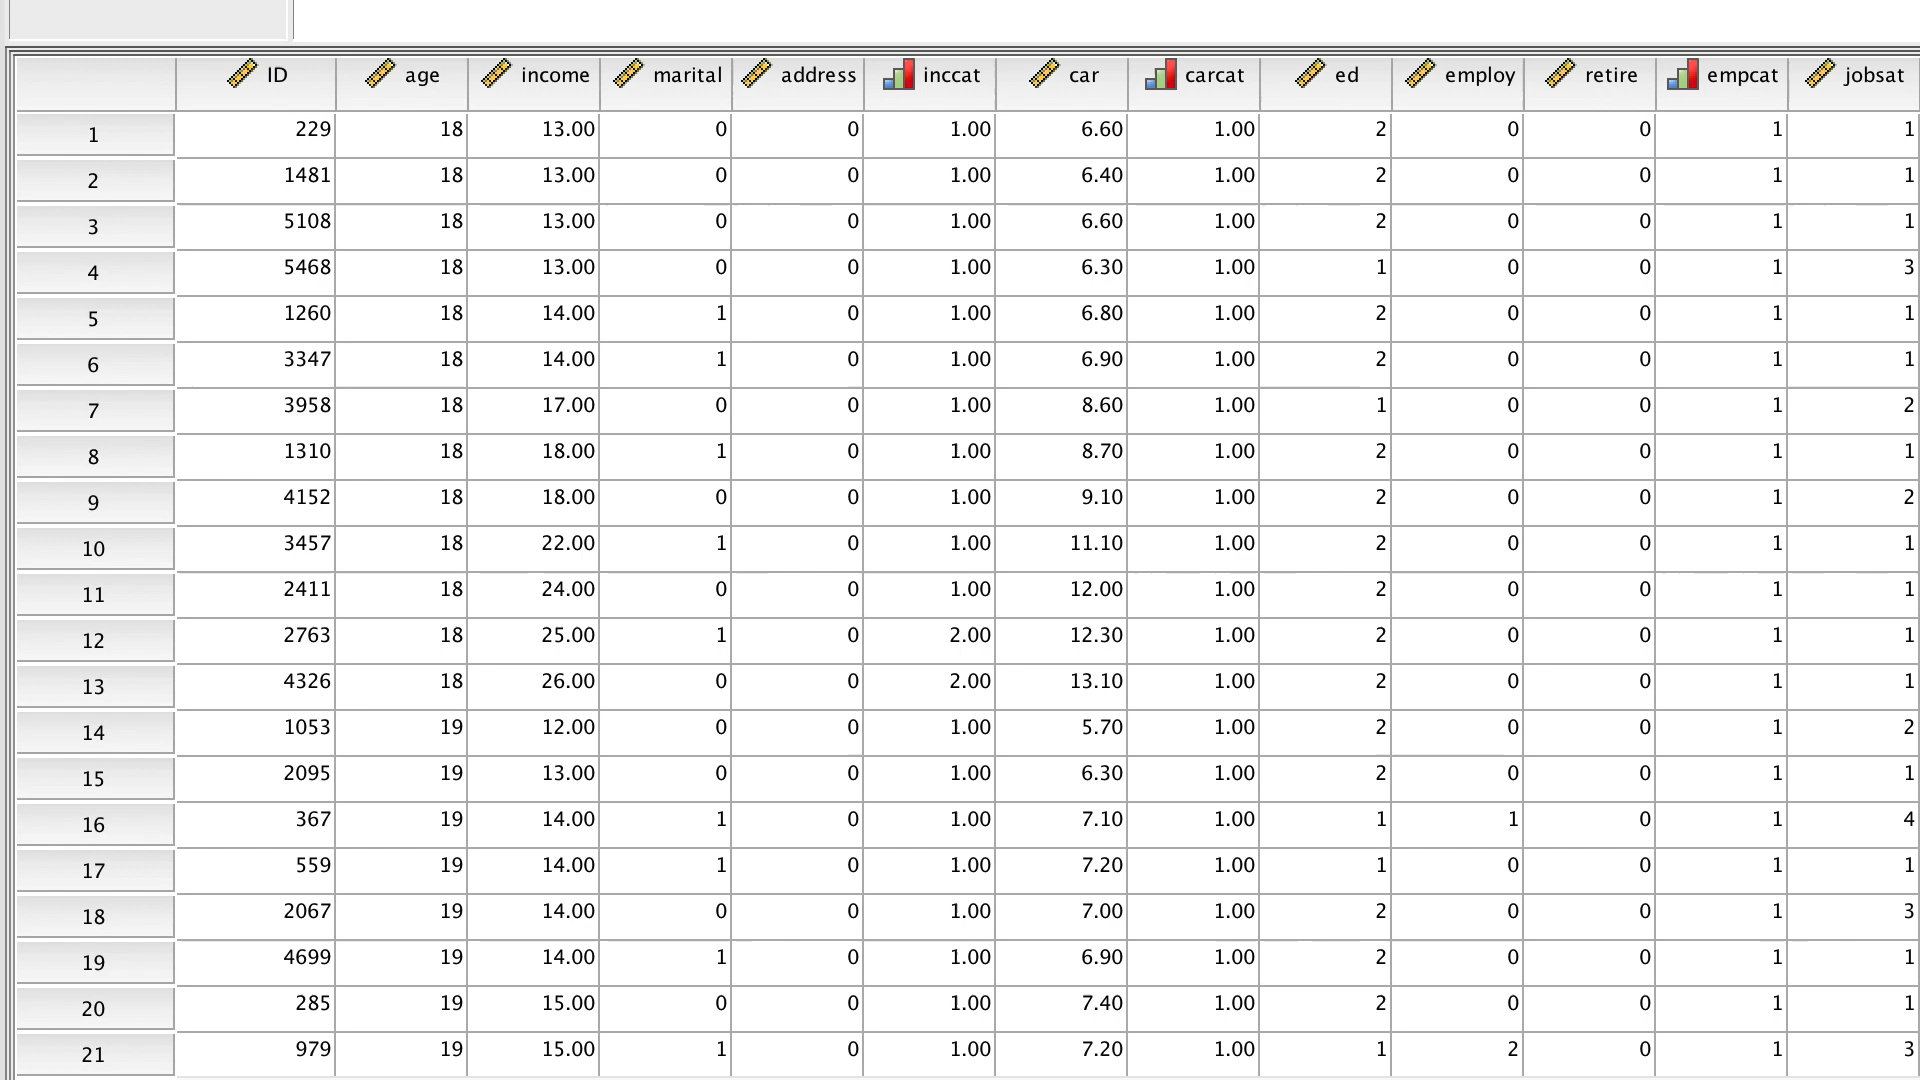 ID age income marital address inccat car carcat ed employ retire empcat jobsat
1 229 18 13.00 0 0 1.00 6.60 1.00 2 0 0 1 1
2 1481 18 13.00 0 0 1.00 6.40 1.00 2 0 0 1 1
3 5108 18 13.00 0 0 1.00 6.60 1.00 2 0 0 1 1
4 5468 18 13.00 0 0 1.00 6.30 1.00 1 0 0 1 3
5 1260 18 14.00 1 0 1.00 6.80 1.00 2 0 0 1 1
6 3347 18 14.00 1 0 1.00 6.90 1.00 2 0 0 1 1
7 3958 18 17.00 0 0 1.00 8.60 1.00 1 0 0 1 2
8 1310 18 18.00 1 0 1.00 8.70 1.00 2 0 0 1 1
9 4152 18 18.00 0 0 1.00 9.10 1.00 2 0 0 1 2
10 3457 18 22.00 1 0 1.00 11.10 1.00 2 0 0 1 1
11 2411 18 24.00 0 0 1.00 12.00 1.00 2 0 0 1 1
12 2763 18 25.00 1 0 2.00 12.30 1.00 2 0 0 1 1
13 4326 18 26.00 0 0 2.00 13.10 1.00 2 0 0 1 1
14 1053 19 12.00 0 0 1.00 5.70 1.00 2 0 0 1 2
15 2095 19 13.00 0 0 1.00 6.30 1.00 2 0 0 1 1
16 367 19 14.00 1 0 1.00 7.10 1.00 1 1 0 1 4
17 559 19 14.00 1 0 1.00 7.20 1.00 1 0 0 1 1
18 2067 19 14.00 0 0 1.00 7.00 1.00 2 0 0 1 3
19 4699 19 14.00 1 0 1.00 6.90 1.00 2 0 0 1 1
20 285 19 15.00 0 0 1.00 7.40 1.00 2 0 0 1 1
21 979 19 15.00 1 0 1.00 7.20 1.00 1 2 0 1 3